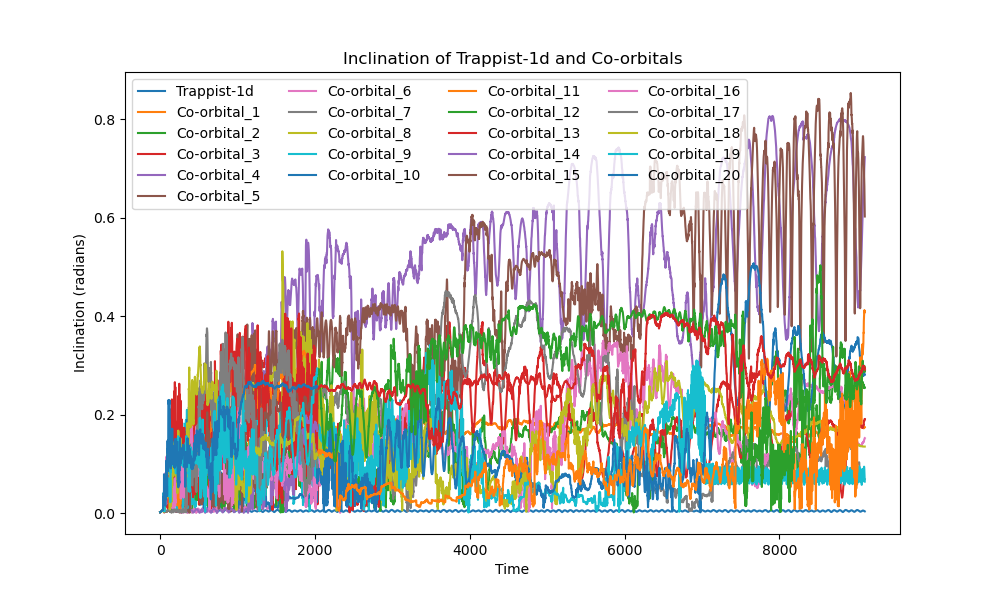 Inclination of Trappist-1d and Co-orbitals
Trappist-1d
Co-orbital_1
Co-orbital_2
Co-orbital_3
Co-orbital_4
Co-orbital_5
Co-orbital_6
Co-orbital_7
Co-orbital_8
Co-orbital_9
Co-orbital_10
Co-orbital_11
Co-orbital_12
Co-orbital_13
Co-orbital_14
Co-orbital_15
Co-orbital_16
Co-orbital_17
Co-orbital_18
Co-orbital_19
Co-orbital_20
Inclination (radians)
0.8
0.6
0.4
0.2
0.0
0 2000 4000 6000 8000
Time